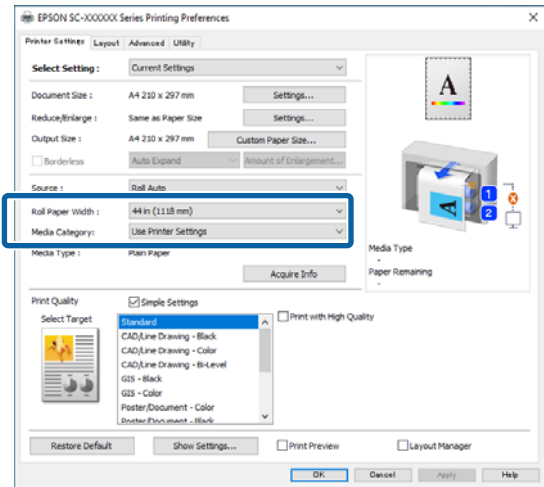 EPSON SC-XXXXXX Series Printing Preferences
Printer Settings Layout Advanced Utility
Select Setting : Current Settings
Document Size : A4 210 x 297 mm Settings...
Reduce/Enlarge : Same as Paper Size Settings...
Output Size : A4 210 x 297 mm Custom Paper Size...
Borderless Auto Expand Amount of Enlargement...
Source : Roll Auto
Roll Paper Width : 44 in (1118 mm)
Media Category: Use Printer Settings
Media Type : Plain Paper
Acquire Info
A
1
2
Media Type
-
Paper Remaining
-
Print Quality Simple Settings
Select Target
Standard
CAD/Line Drawing - Black
CAD/Line Drawing - Color
CAD/Line Drawing - Bi-Level
GIS - Black
GIS - Color
Poster/Document - Color
Poster/Document - Black
Print with High Quality
Restore Default Show Settings... Print Preview Layout Manager
OK Cancel Apply Help